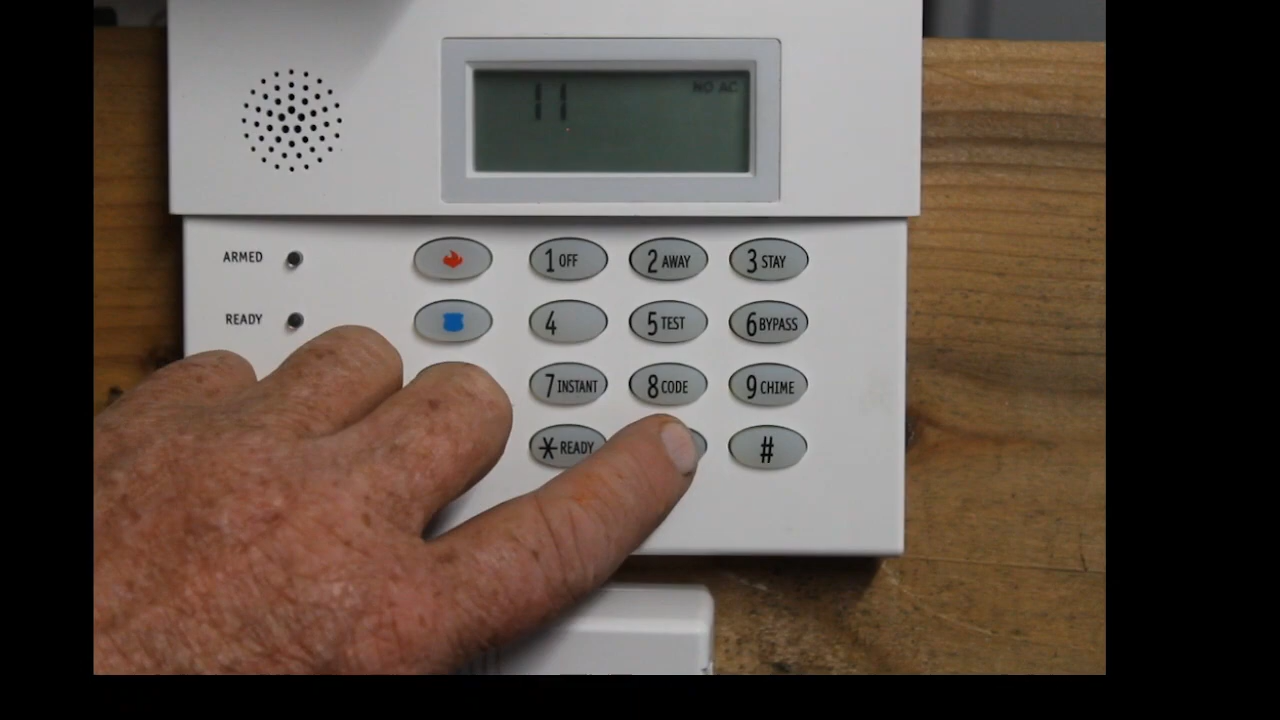 11 NO AC
ARMED
1 OFF 2 AWAY 3 STAY
READY
4 5 TEST 6 BYPASS
7 INSTANT 8 CODE 9 CHIME
* READY #